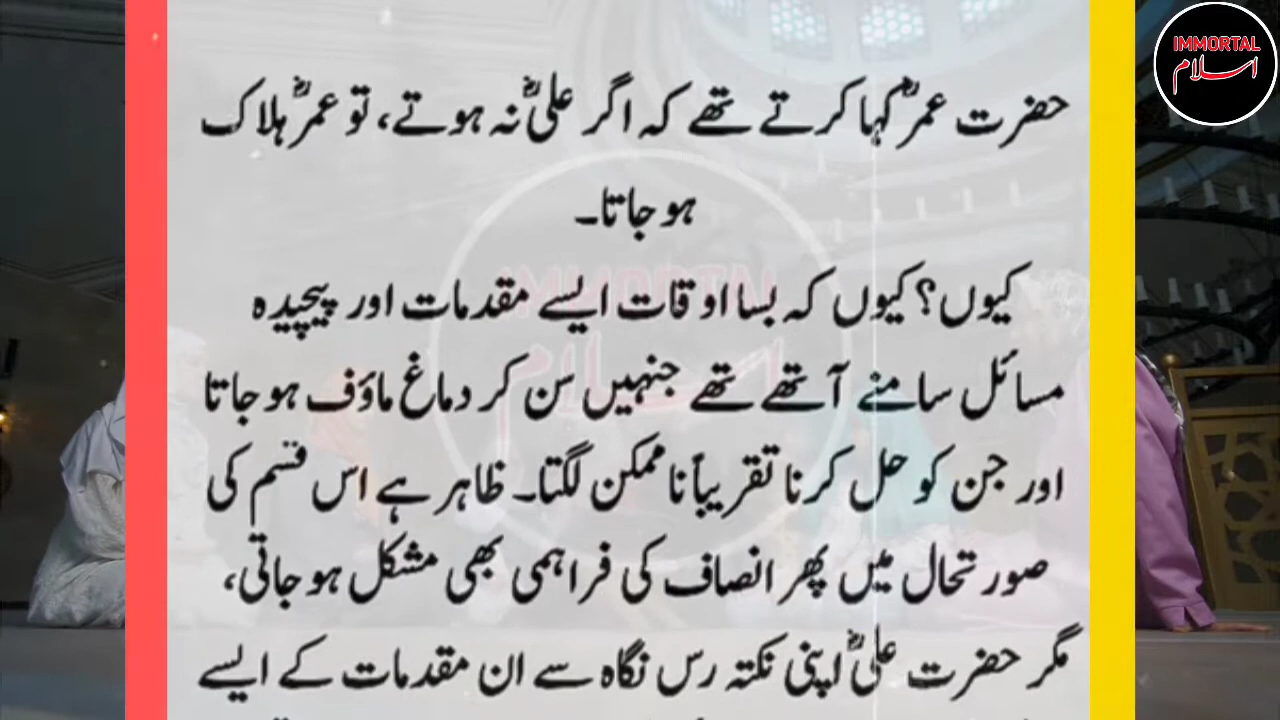 IMMORTAL
اسلام
حضرت عمرؓ کہا کرتے تھے کہ اگر علیؓ نہ ہوتے، تو عمرؓ ہلاک
ہو جاتا۔
کیوں؟ کیوں کہ بسا اوقات ایسے مقدمات اور پیچیدہ
مسائل سامنے آتھے تھے جنہیں سن کر دماغ ماؤف ہو جاتا
اور جن کو حل کرنا تقریباً ناممکن لگتا۔ ظاہر ہے اس قسم کی
صورتحال میں پھر انصاف کی فراہمی بھی مشکل ہو جاتی،
مگر حضرت علیؓ اپنی نکتہ رس نگاہ سے ان مقدمات کے ایسے